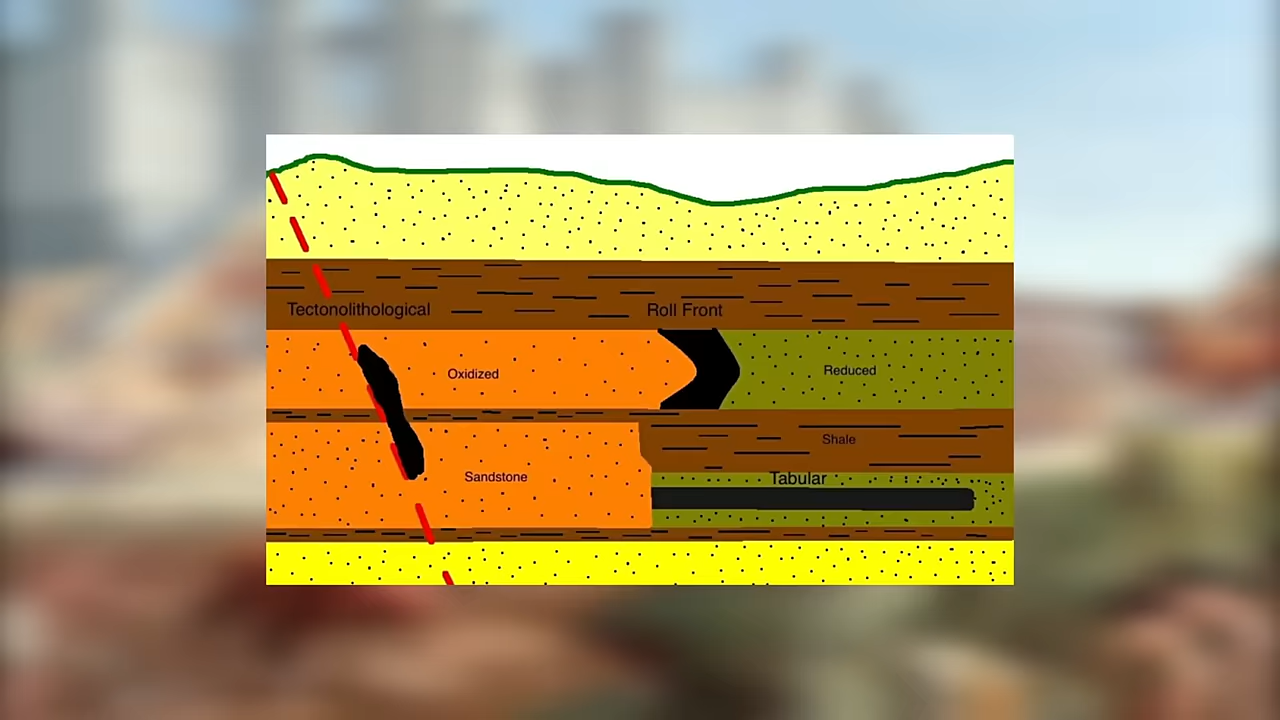 Tectonolithological
Roll Front
Oxidized
Reduced
Shale
Sandstone
Tabular